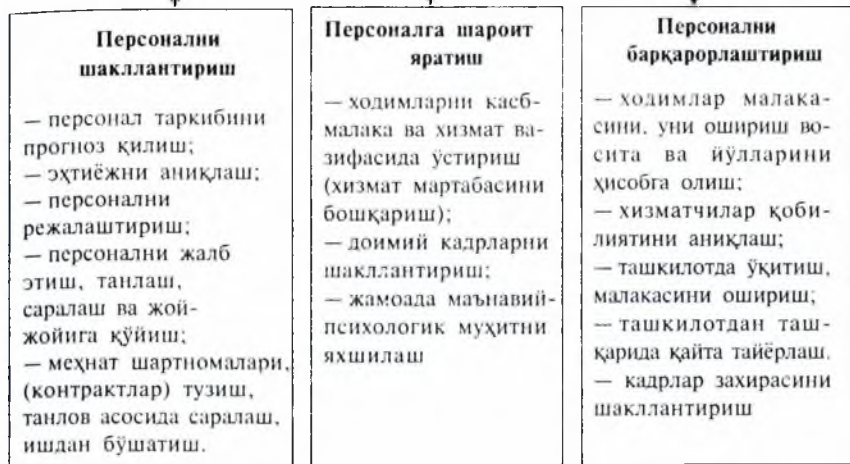 Персонални
шакллантириш
— персонал таркибини
прогноз қилиш;
— эҳтиёжни аниқлаш;
— персонални
режалаштириш;
— персонални жалб
этиш, танлаш,
саралаш ва жой-
жойига қўйиш;
— меҳнат шартномалари,
(контрактлар) тузиш,
танлов асосида саралаш,
ишдан бўшатиш.
Персоналга шароит
яратиш
— ходимларни касб-
малака ва хизмат ва-
зифасида ўстириш
(хизмат мартабасини
бошқариш);
— доимий кадрларни
шакллантириш;
— жамоада маънавий-
психологик муҳитни
яхшилаш
Персонални
барқарорлаштириш
— ходимлар малака-
сини, уни ошириш во-
сита ва йўлларини
ҳисобга олиш;
— хизматчилар қоби-
лиятини аниқлаш;
— ташкилотда ўқитиш,
малакасини ошириш;
— ташкилотдан таш-
қарида қайта тайёрлаш,
— кадрлар захирасини
шакллантириш